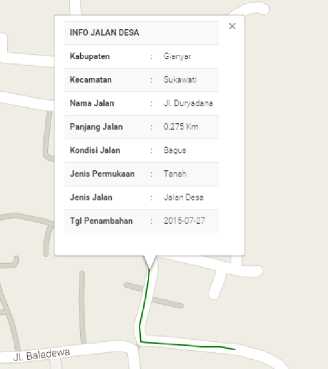 INFO JALAN DESA
Kabupaten : Gianyar
Kecamatan : Sukawati
Nama Jalan : Jl. Duryadana
Panjang Jalan : 0.275 Km
Kondisi Jalan : Bagus
Jenis Permukaan : Tanah
Jenis Jalan : Jalan Desa
Tgl Penambahan : 2015-07-27
Jl. Baladewa